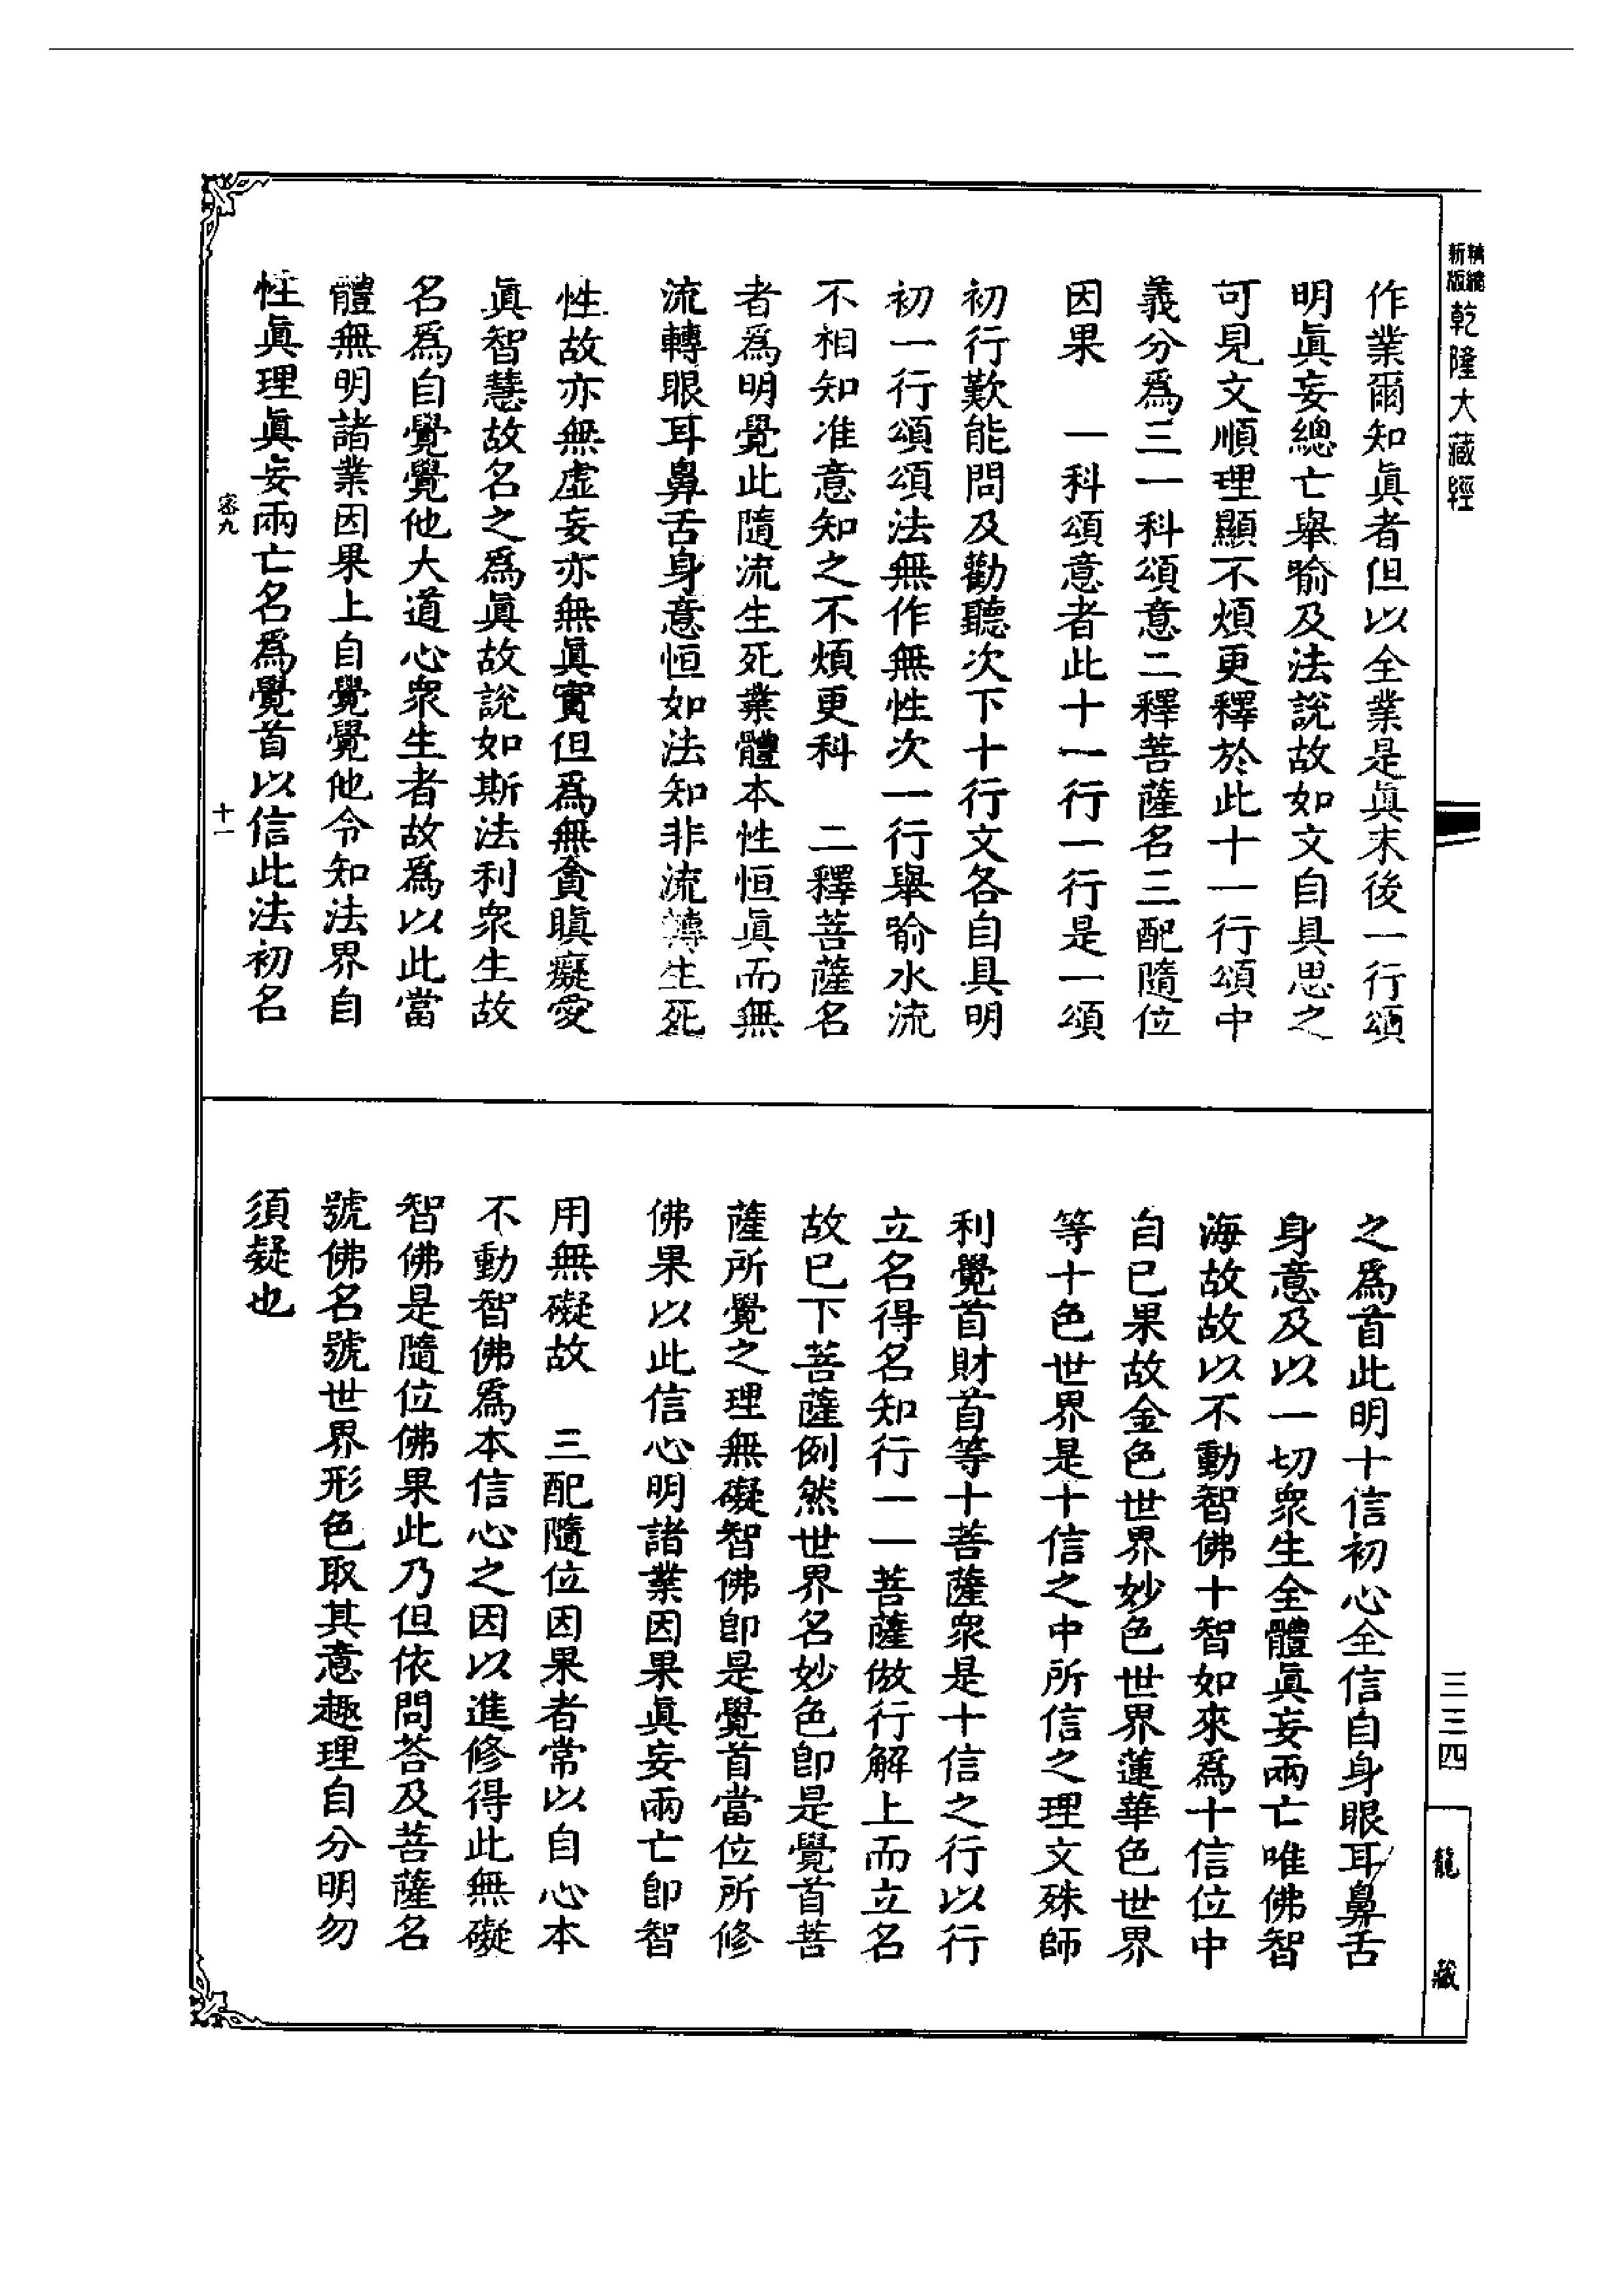 精縮
新版
乾隆大藏經
作業爾知眞者但以全業是眞末後一行頌
明眞妄總亡舉喻及法說故如文自具思之
可見文順理顯不煩更釋於此十一行頌中
義分爲三一科頌意二釋菩薩名三配隨位
因果　一科頌意者此十一行一行是一頌
初行歎能問及勸聽次下十行文各自具明
初一行頌頌法無作無性次一行舉喻水流
不相知准意知之不煩更科　二釋菩薩名
者爲明覺此隨流生死業體本性恒眞而無
流轉眼耳鼻舌身意恒如法知非流轉生死
性故亦無虛妄亦無眞實但爲無貪瞋癡愛
眞智慧故名之爲眞故說如斯法利衆生故
名爲自覺覺他大道心衆生者故爲以此當
體無明諸業因果上自覺覺他令知法界自
性眞理眞妄兩亡名爲覺首以信此法初名
密九
十一
之爲首此明十信初心全信自身眼耳鼻舌
身意及以一切衆生全體眞妄兩亡唯佛智
海故故以不動智佛十智如來爲十信位中
自已果故金色世界妙色世界蓮華色世界
等十色世界是十信之中所信之理文殊師
利覺首財首等十菩薩衆是十信之行以行
立名得名知行一一菩薩倣行解上而立名
故已下菩薩例然世界名妙色卽是覺首菩
薩所覺之理無礙智佛卽是覺首當位所修
佛果以此信心明諸業因果眞妄兩亡卽智
用無礙故　三配隨位因果者常以自心本
不動智佛爲本信心之因以進修得此無礙
智佛是隨位佛果此乃但依問荅及菩薩名
號佛名號世界形色取其意趣理自分明勿
須疑也
三三四
龍藏